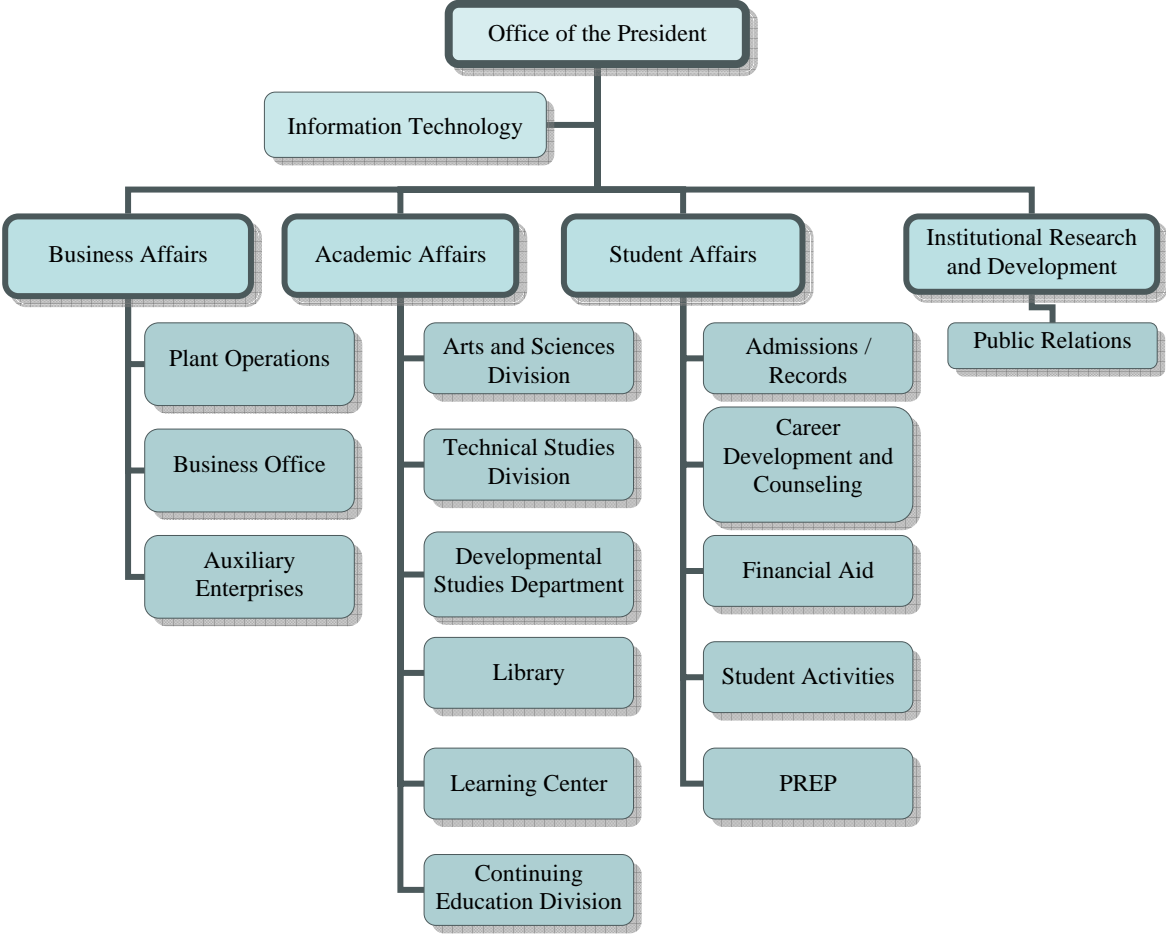 Office of the President
Information Technology
Business Affairs
Academic Affairs
Student Affairs
Institutional Research
and Development
Plant Operations
Business Office
Auxiliary
Enterprises
Arts and Sciences
Division
Technical Studies
Division
Developmental
Studies Department
Library
Learning Center
Continuing
Education Division
Admissions /
Records
Career
Development and
Counseling
Financial Aid
Student Activities
PREP
Public Relations